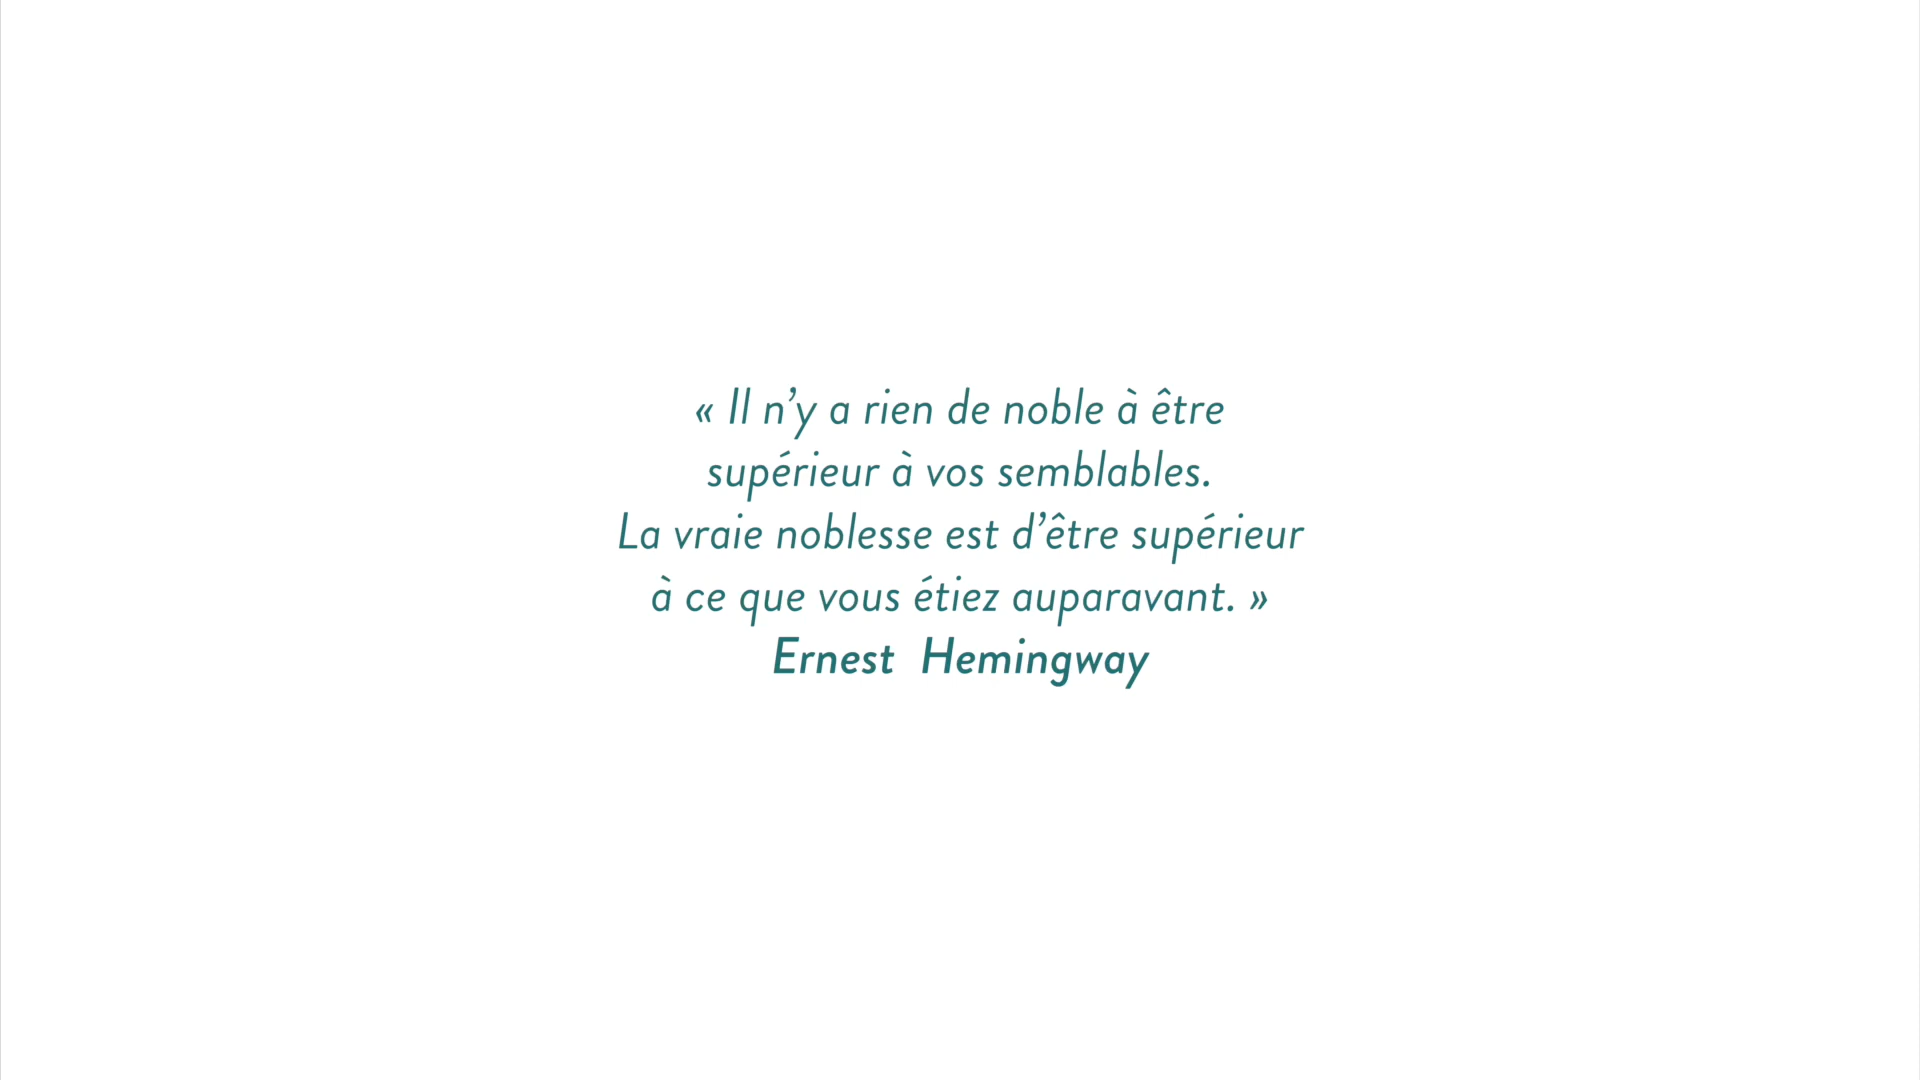 « Il n’y a rien de noble à être
supérieur à vos semblables.
La vraie noblesse est d’être supérieur
à ce que vous étiez auparavant. »
Ernest Hemingway